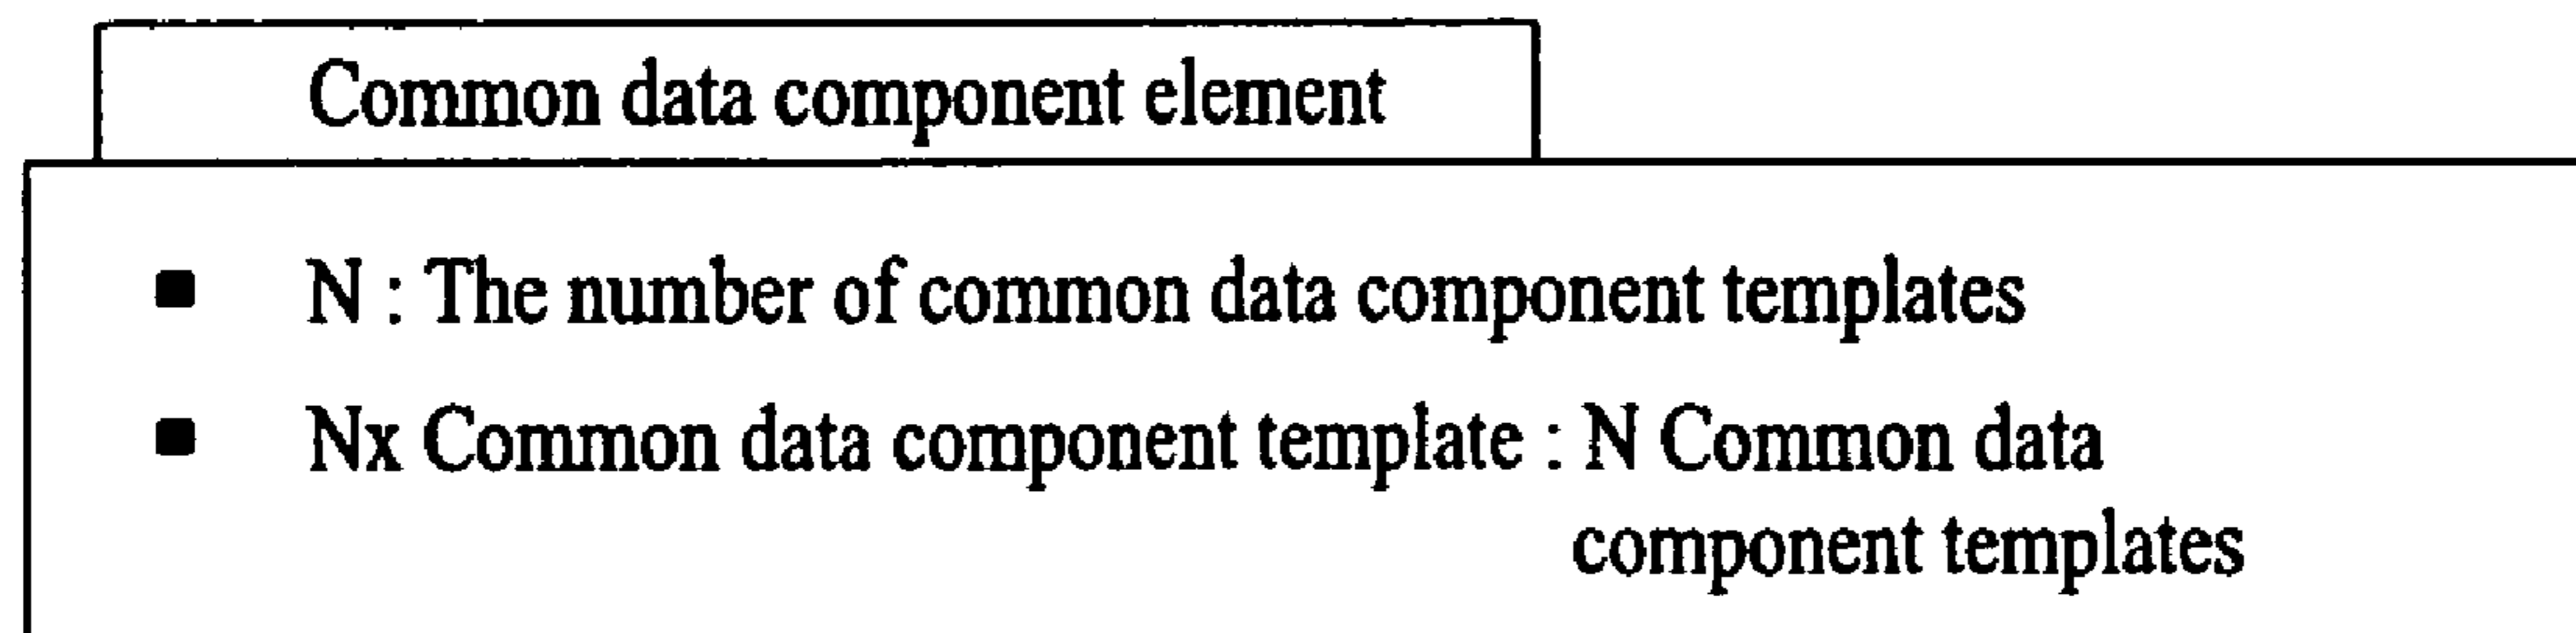 Common data component element
■ N : The number of common data component templates
■ Nx Common data component template : N Common data
component templates